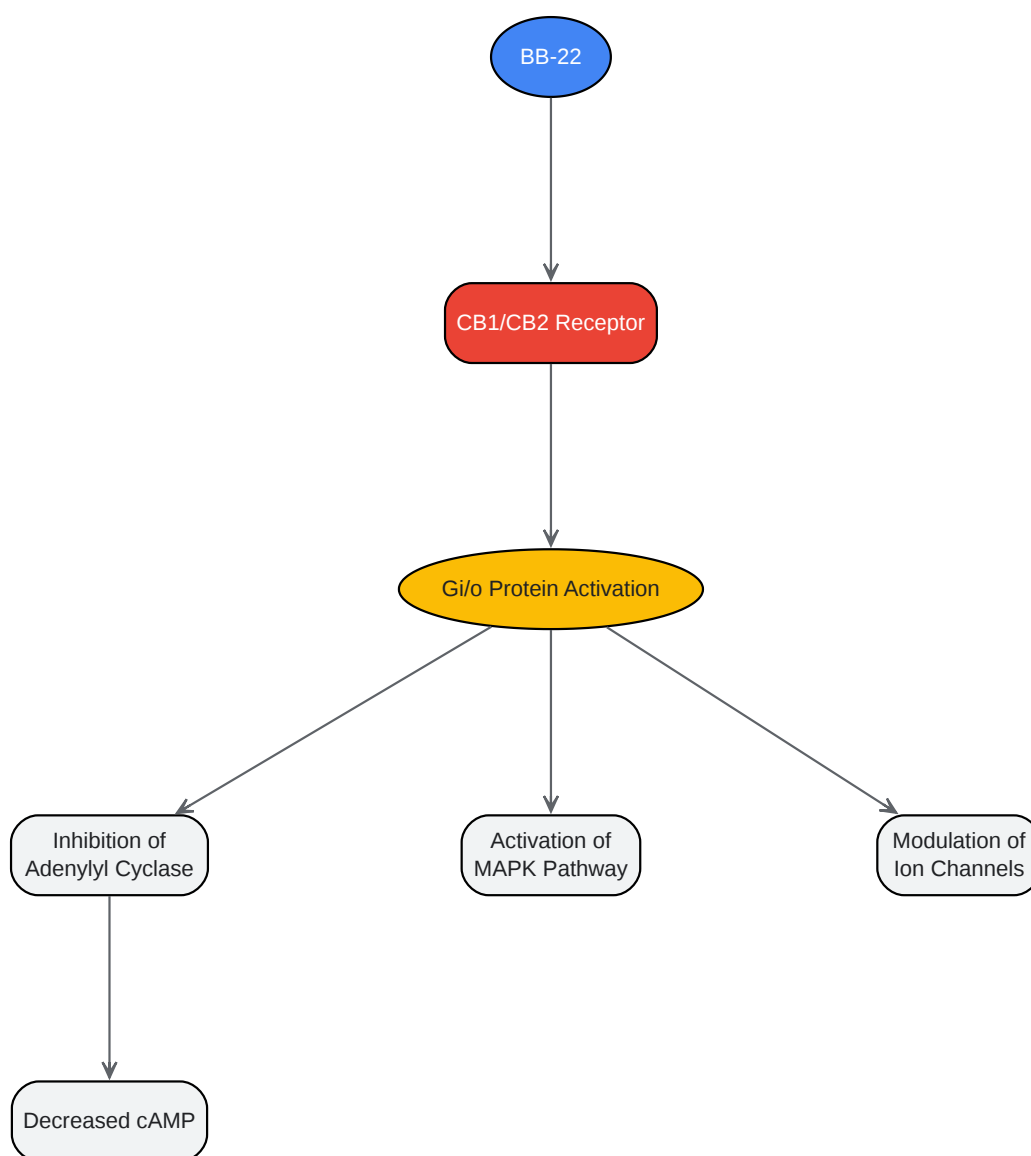 BB-22
CB1/CB2 Receptor
Gi/o Protein Activation
Inhibition of
Adenylyl Cyclase
Activation of
MAPK Pathway
Modulation of
Ion Channels
Decreased cAMP